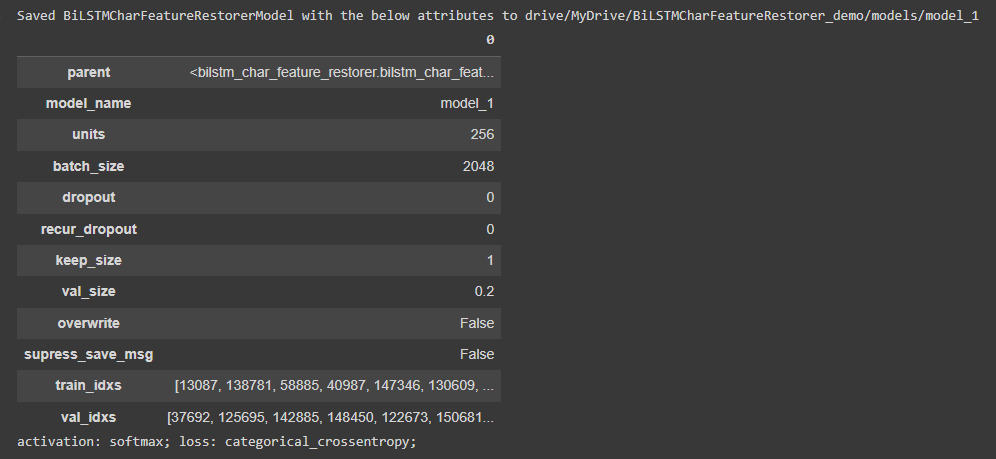 Saved BiLSTMCharFeatureRestorerModel with the below attributes to drive/MyDrive/BiLSTMCharFeatureRestorer_demo/models/model_1
0
parent <bilstm_char_feature_restorer.bilstm_char_feat...
model_name model_1
units 256
batch_size 2048
dropout 0
recur_dropout 0
keep_size 1
val_size 0.2
overwrite False
supress_save_msg False
train_idxs [13087, 138781, 58885, 40987, 147346, 130609, ...
val_idxs [37692, 125695, 142885, 148450, 122673, 150681...
activation: softmax; loss: categorical_crossentropy;